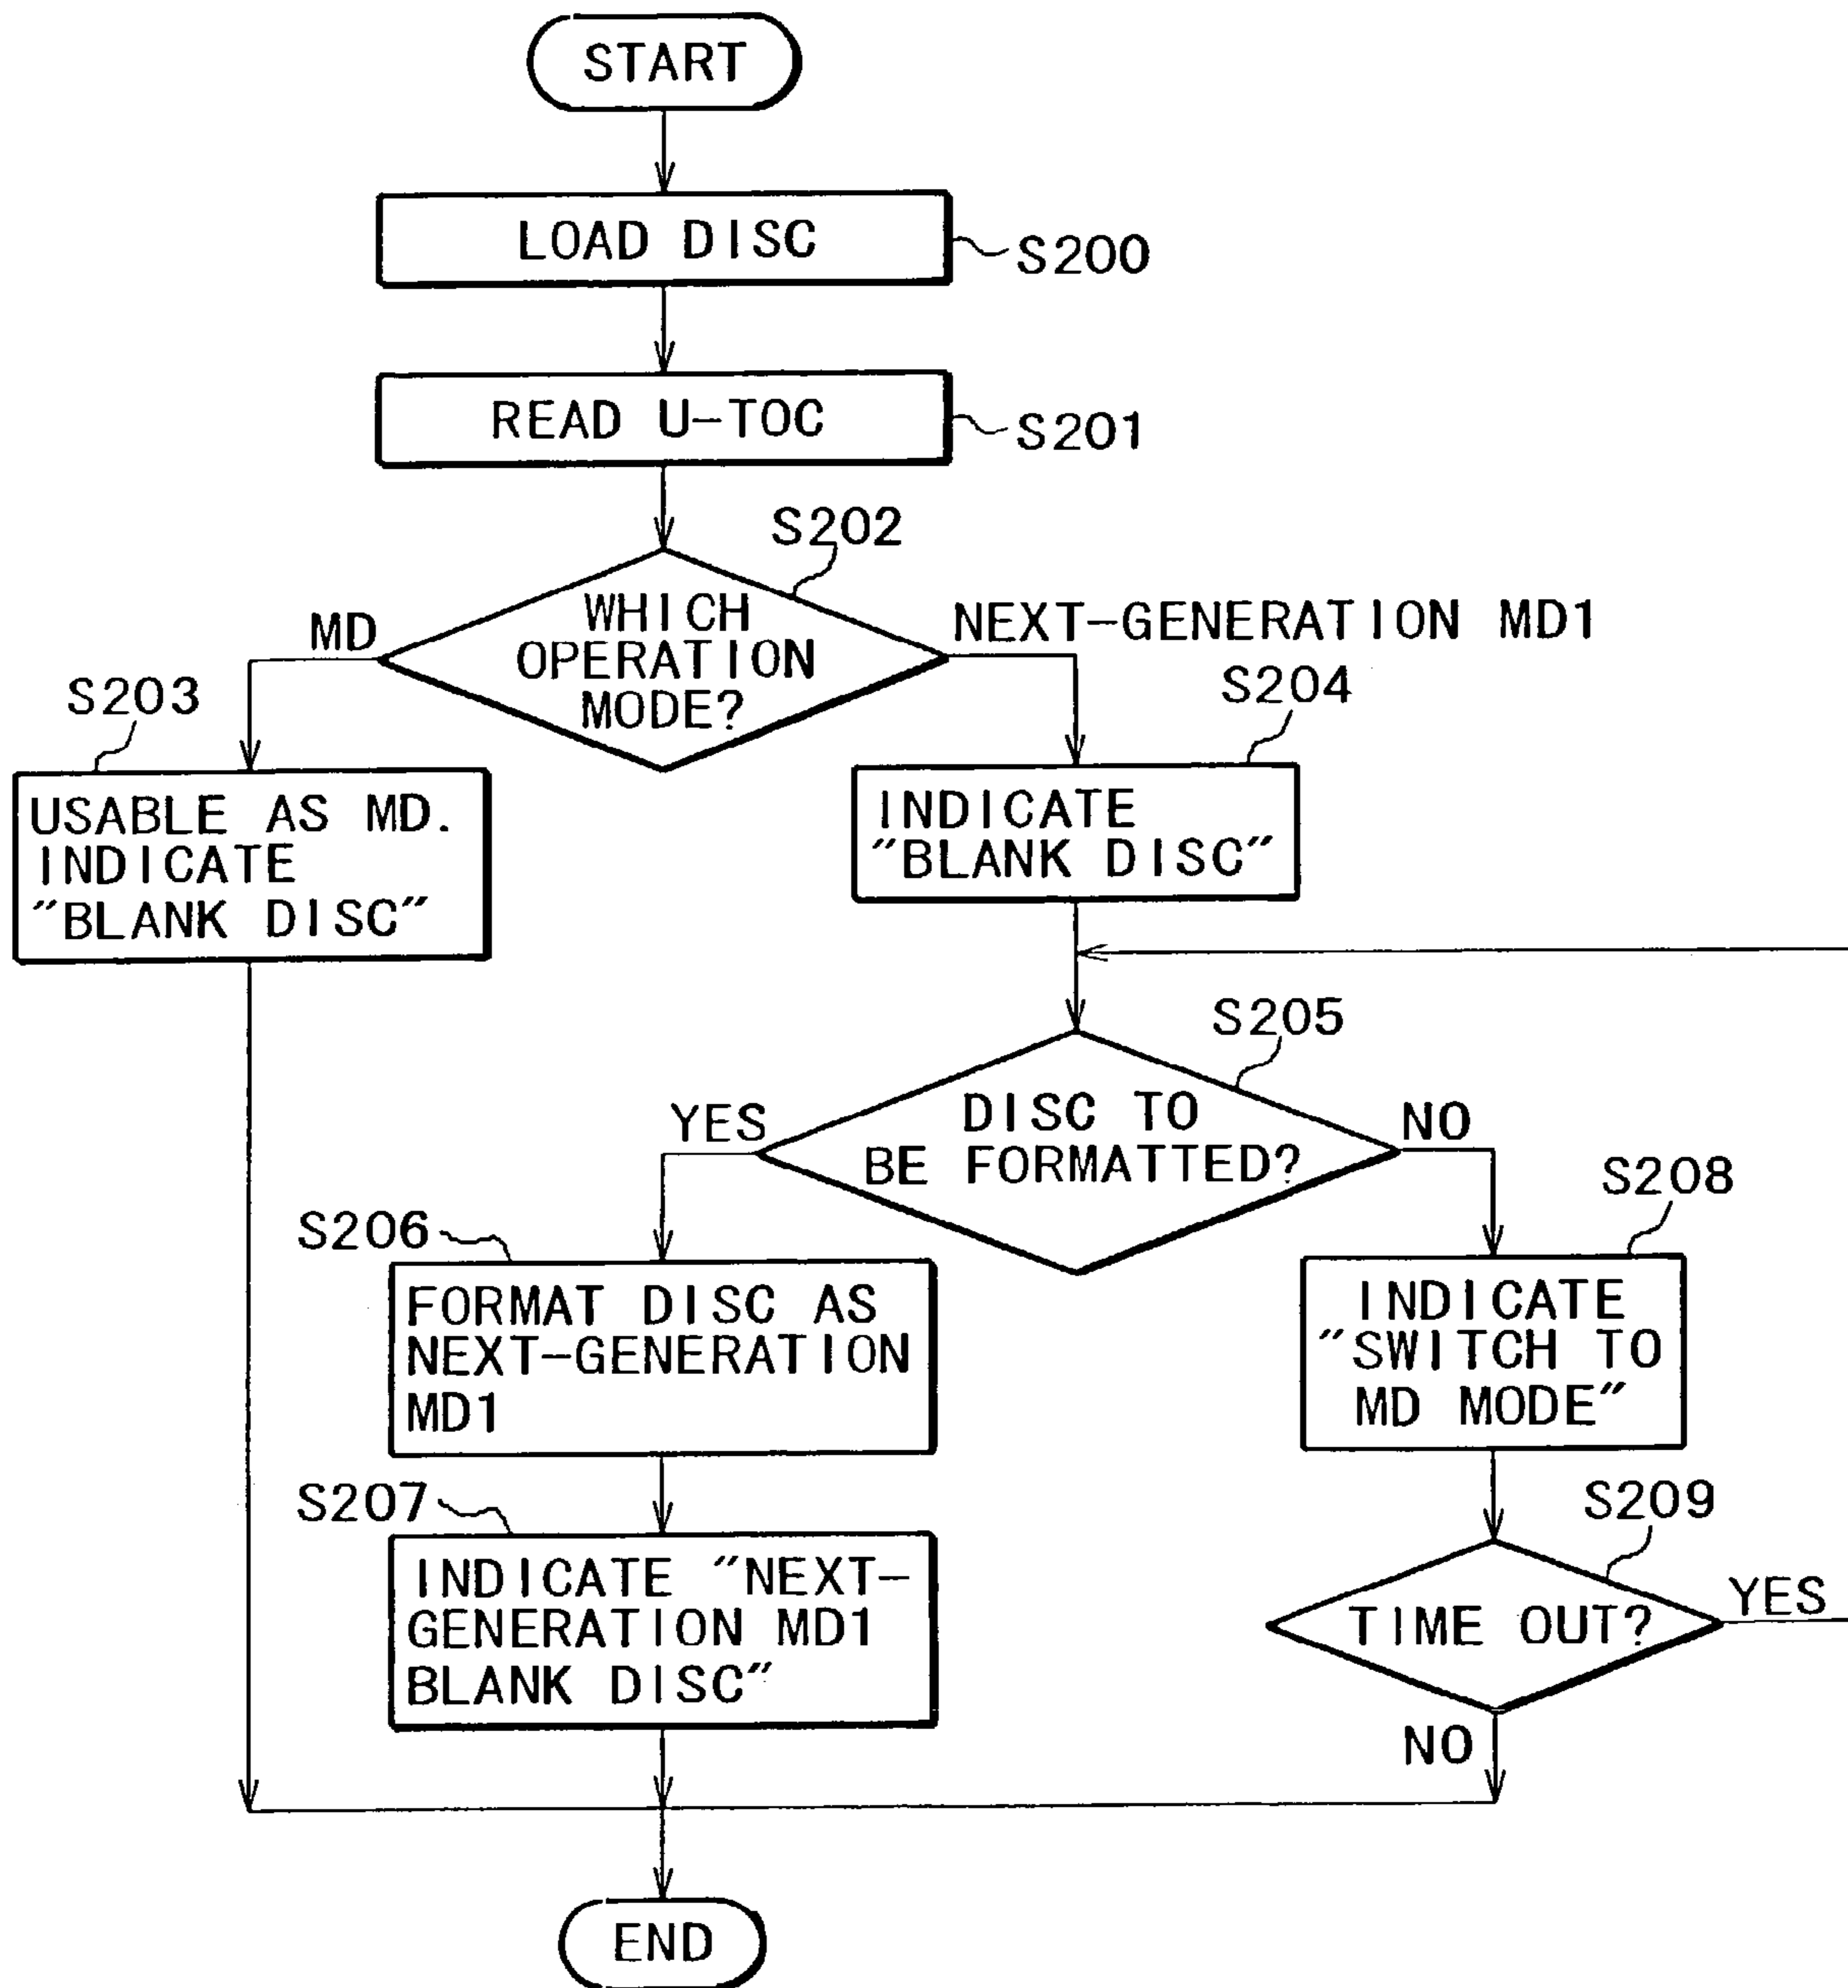 START
LOAD DISC
S200
READ U-TOC
S201
S202
WHICH
OPERATION
MODE?
MD
NEXT-GENERATION MD1
S203
USABLE AS MD.
INDICATE
"BLANK DISC"
S204
INDICATE
"BLANK DISC"
S205
DISC TO
BE FORMATTED?
YES
NO
S206
FORMAT DISC AS
NEXT-GENERATION
MD1
S208
INDICATE
"SWITCH TO
MD MODE"
S207
INDICATE "NEXT-
GENERATION MD1
BLANK DISC"
S209
TIME OUT?
YES
NO
END